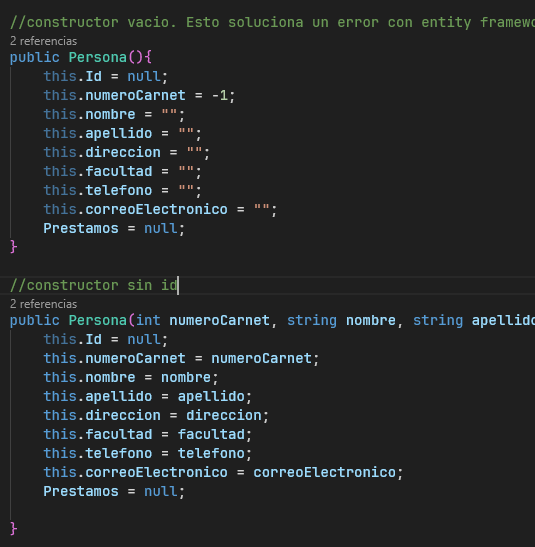 //constructor vacio. Esto soluciona un error con entity framewo
2 referencias
public Persona(){
this.Id = null;
this.numeroCarnet = -1;
this.nombre = "";
this.apellido = "";
this.direccion = "";
this.facultad = "";
this.telefono = "";
this.correoElectronico = "";
Prestamos = null;
}
//constructor sin id
2 referencias
public Persona(int numeroCarnet, string nombre, string apellido
this.Id = null;
this.numeroCarnet = numeroCarnet;
this.nombre = nombre;
this.apellido = apellido;
this.direccion = direccion;
this.facultad = facultad;
this.telefono = telefono;
this.correoElectronico = correoElectronico;
Prestamos = null;
}